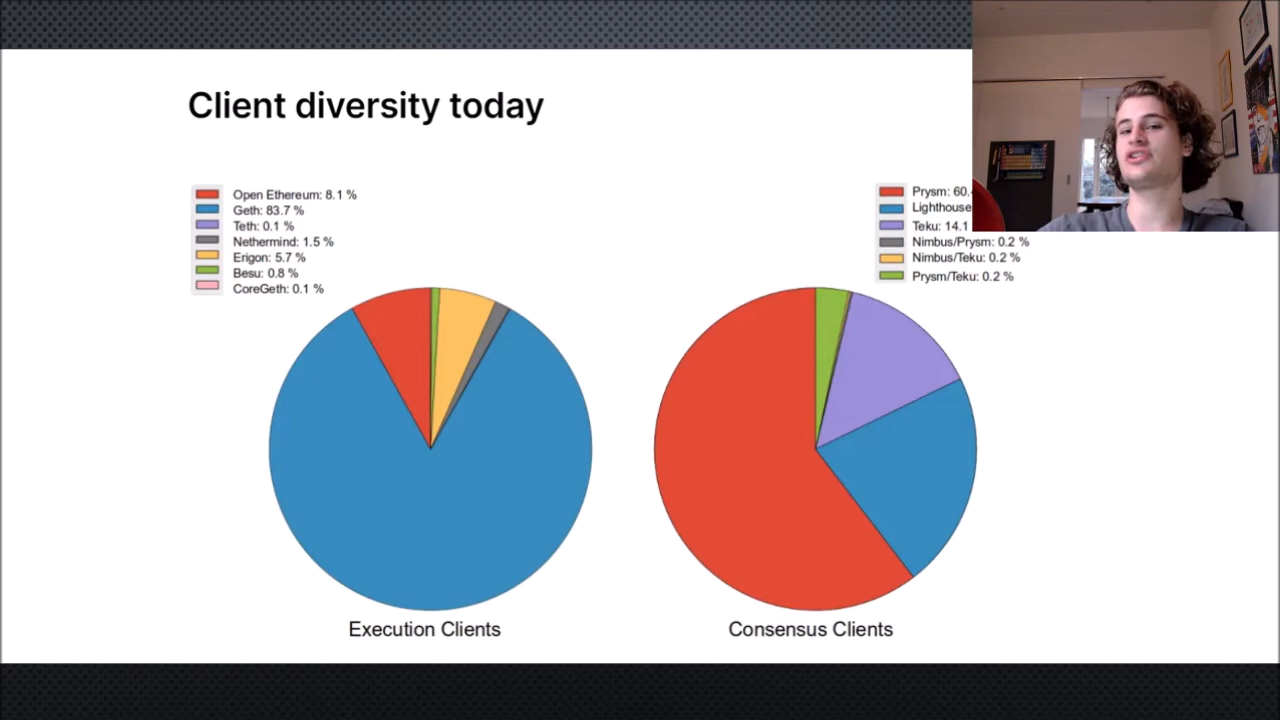 Client diversity today
Open Ethereum: 8.1 %
Geth: 83.7 %
Teth: 0.1 %
Nethermind: 1.5 %
Erigon: 5.7 %
Besu: 0.8 %
CoreGeth: 0.1 %
Prysm: 60.
Lighthouse
Teku: 14.1
Nimbus/Prysm: 0.2 %
Nimbus/Teku: 0.2 %
Prysm/Teku: 0.2 %
Execution Clients
Consensus Clients